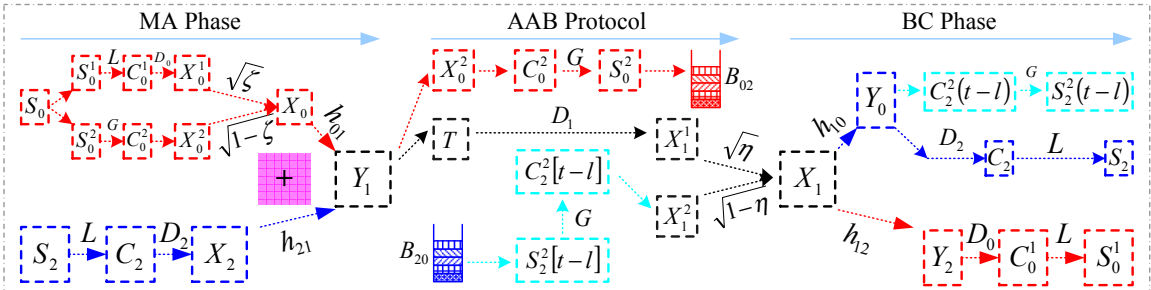 MA Phase
AAB Protocol
BC Phase
S_0
S_0^1 L C_0^1 D_0 X_0^1
√ζ
S_0^2 G C_0^2 X_0^2
√1−ζ
X_0
h_01
+
Y_1
S_2 L C_2 D_2 X_2
h_21
X_0^2 C_0^2 G S_0^2
B_02
T D_1 X_1^1
√η
C_2^2[t−l]
G
X_1^2
√1−η
B_20
S_2^2[t−l]
X_1
h_10
Y_0
C_2^2(t−l) G S_2^2(t−l)
D_2 C_2 L S_2
h_12
Y_2 D_0 C_0^1 L S_0^1